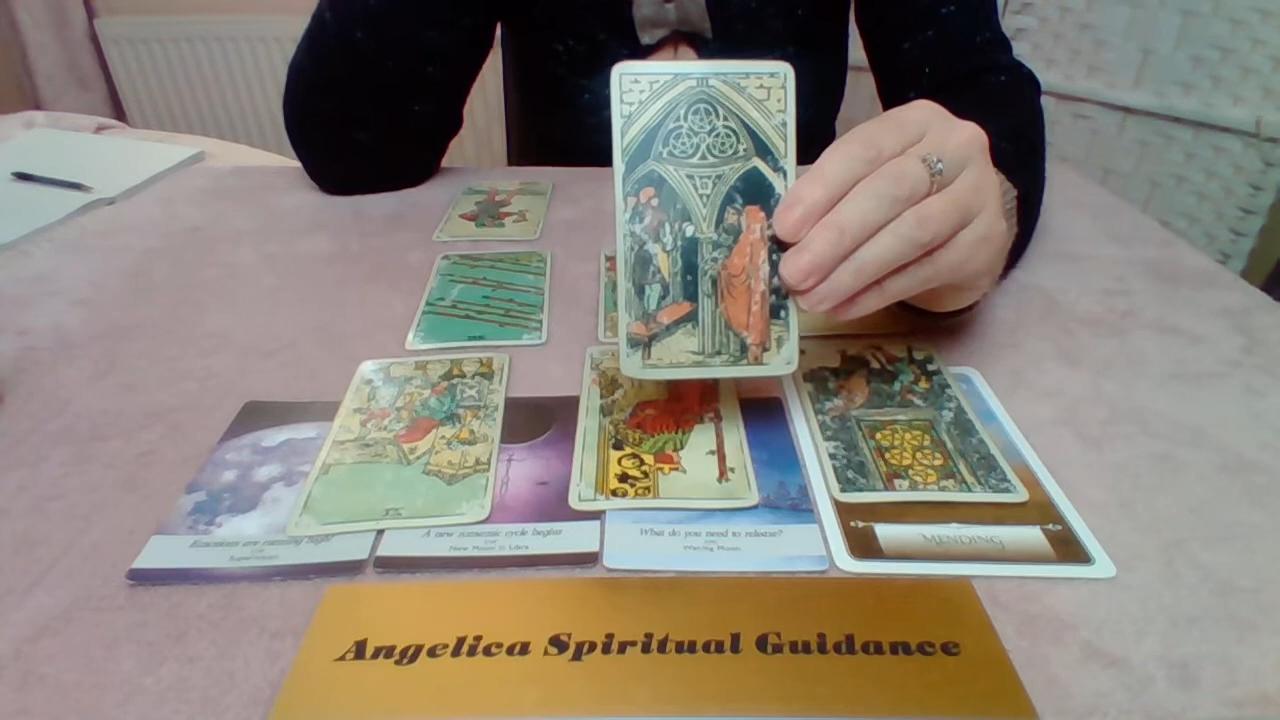 Emotions are running high
Supermoon
A new romantic cycle begins
New Moon in Libra
What do you need to release?
Waning Moon
MENDING
Angelica Spiritual Guidance